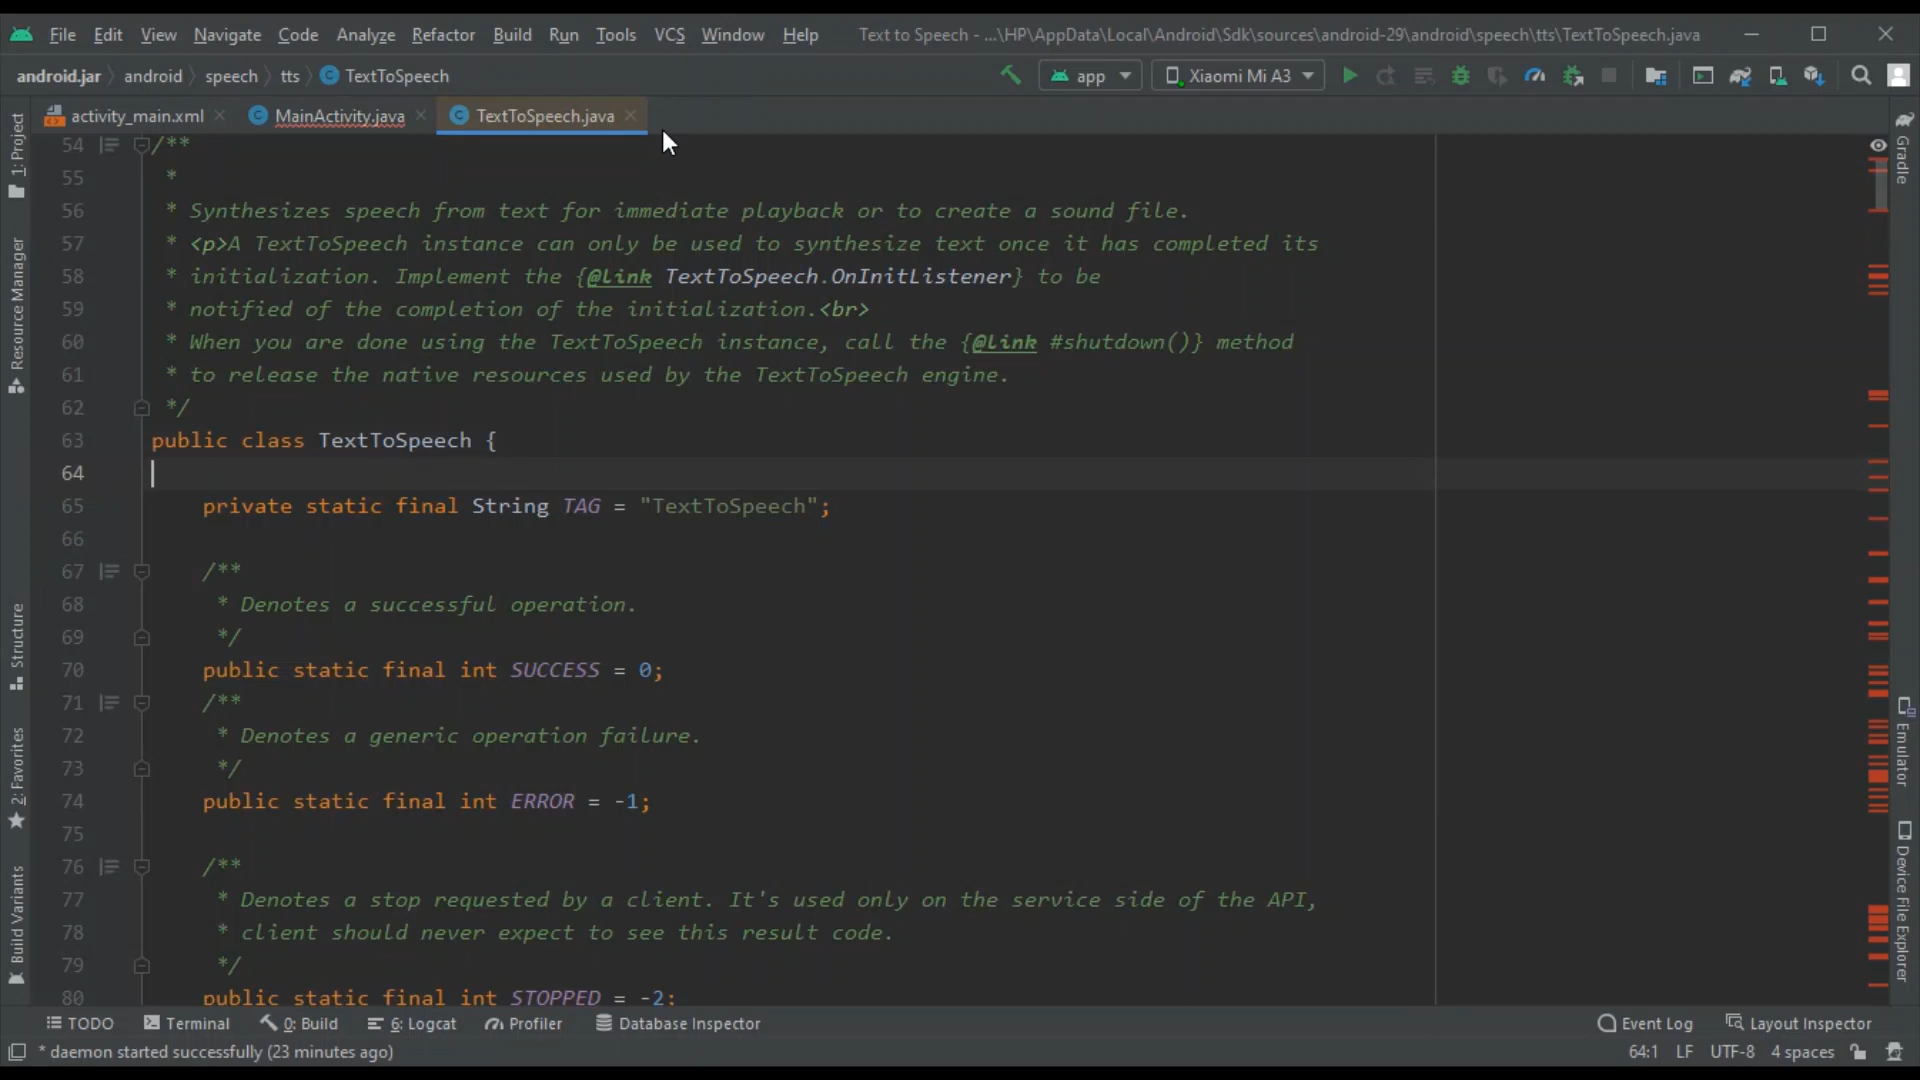 File Edit View Navigate Code Analyze Refactor Build Run Tools VCS Window Help Text to Speech - ...\HP\AppData\Local\Android\Sdk\sources\android-29\android\speech\tts\TextToSpeech.java
android.jar android speech tts TextToSpeech app Xiaomi Mi A3
activity_main.xml MainActivity.java TextToSpeech.java
1: Project
Resource Manager
Structure
2: Favorites
Build Variants
54 /**
55 *
56 * Synthesizes speech from text for immediate playback or to create a sound file.
57 * <p>A TextToSpeech instance can only be used to synthesize text once it has completed its
58 * initialization. Implement the {@link TextToSpeech.OnInitListener} to be
59 * notified of the completion of the initialization.<br>
60 * When you are done using the TextToSpeech instance, call the {@link #shutdown()} method
61 * to release the native resources used by the TextToSpeech engine.
62 */
63 public class TextToSpeech {
64
65 private static final String TAG = "TextToSpeech";
66
67 /**
68 * Denotes a successful operation.
69 */
70 public static final int SUCCESS = 0;
71 /**
72 * Denotes a generic operation failure.
73 */
74 public static final int ERROR = -1;
75
76 /**
77 * Denotes a stop requested by a client. It's used only on the service side of the API,
78 * client should never expect to see this result code.
79 */
80 public static final int STOPPED = -2;
Gradle
Emulator
Device File Explorer
TODO Terminal 0: Build 6: Logcat Profiler Database Inspector Event Log Layout Inspector
* daemon started successfully (23 minutes ago) 64:1 LF UTF-8 4 spaces